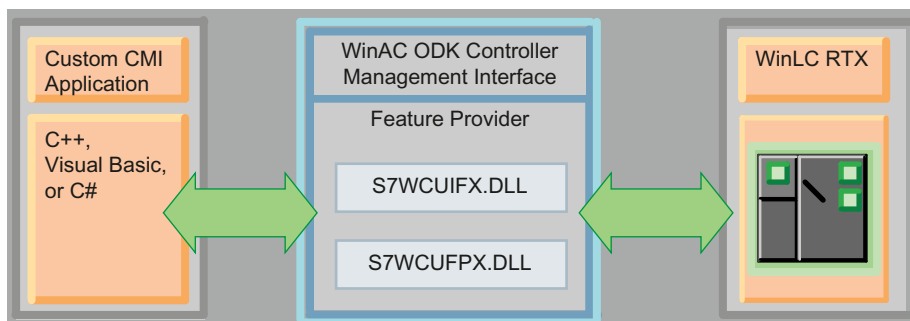 Custom CMI
Application
C++,
Visual Basic,
or C#
WinAC ODK Controller
Management Interface
Feature Provider
S7WCUIFX.DLL
S7WCUFPX.DLL
WinLC RTX